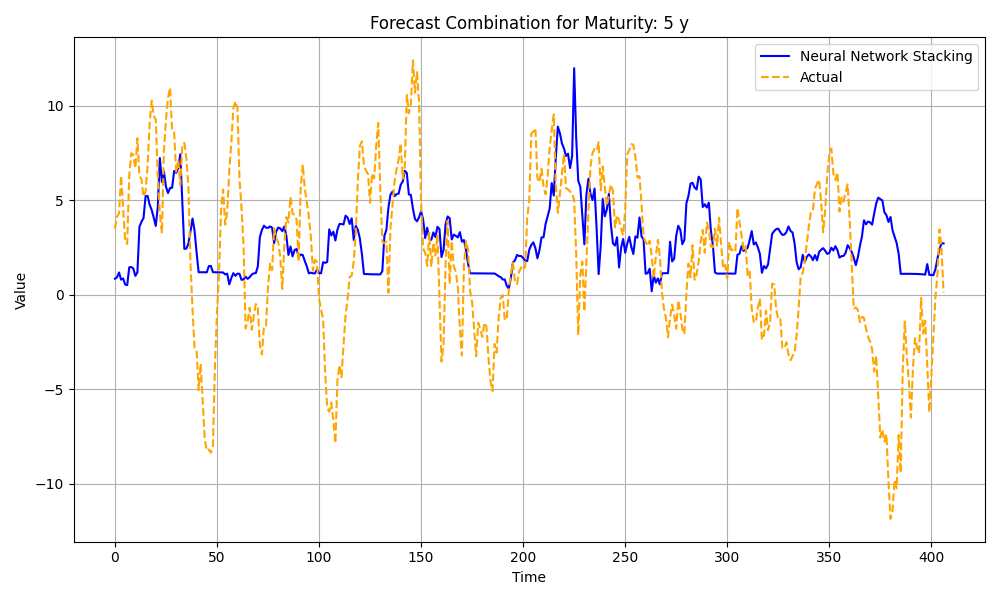 Forecast Combination for Maturity: 5 y
Neural Network Stacking
Actual
Value
10
5
0
−5
−10
0 50 100 150 200 250 300 350 400
Time